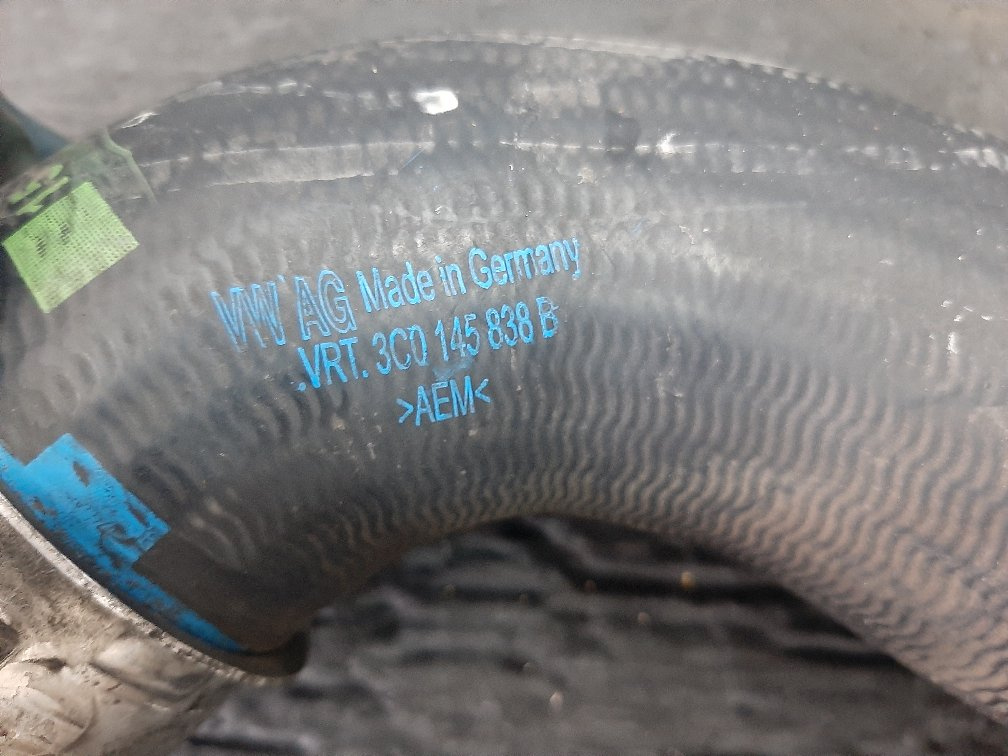 VW AG Made in Germany
.VRT. 3C0 145 838 B
>AEM<